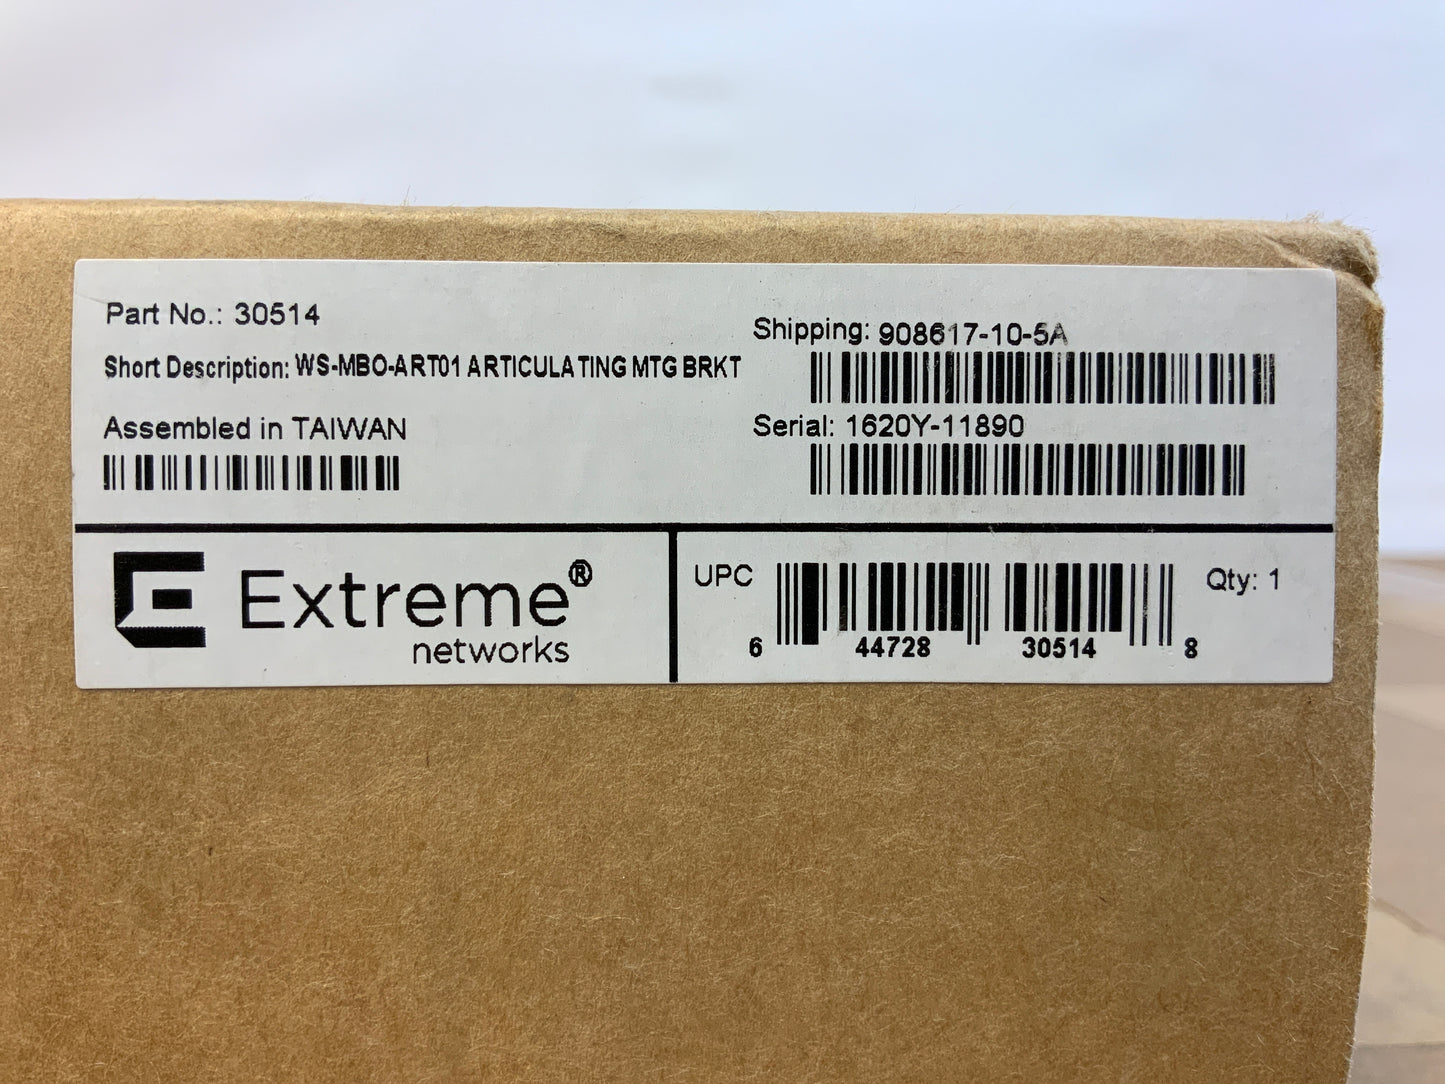 Part No.: 30514
Short Description: WS-MBO-ART01 ARTICULATING MTG BRKT
Assembled in TAIWAN
Shipping: 908617-10-5A
Serial: 1620Y-11890
Extreme®
networks
UPC
6 44728 30514 8
Qty: 1